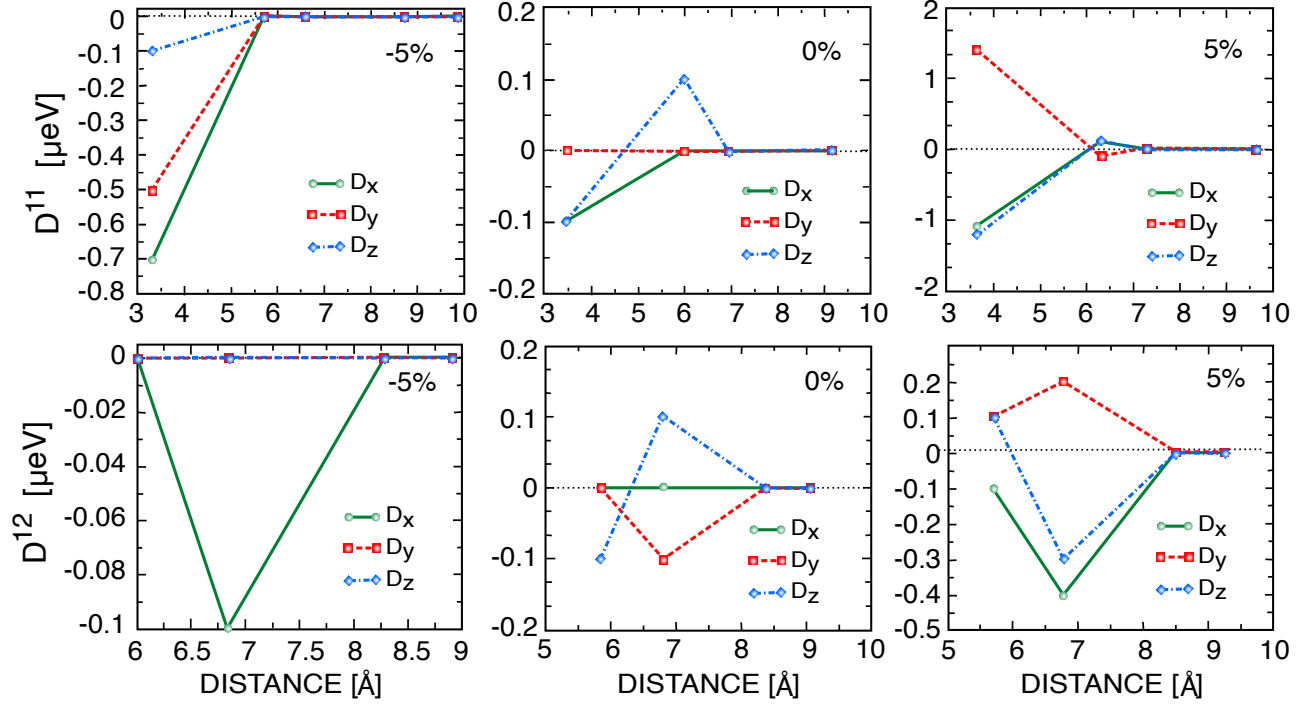 D¹¹ [μeV]
0
-0.1
-0.2
-0.3
-0.4
-0.5
-0.6
-0.7
-0.8
-5%
Dx
Dy
Dz
3 4 5 6 7 8 9 10
0.2
0.1
0
-0.1
-0.2
0%
Dx
Dy
Dz
3 4 5 6 7 8 9 10
2
1
0
-1
-2
5%
Dx
Dy
Dz
3 4 5 6 7 8 9 10
D¹² [μeV]
0
-0.02
-0.04
-0.06
-0.08
-0.1
-5%
Dx
Dy
Dz
6 6.5 7 7.5 8 8.5 9
DISTANCE [Å]
0.2
0.1
0
-0.1
-0.2
0%
Dx
Dy
Dz
5 6 7 8 9 10
DISTANCE [Å]
0.2
0.1
0
-0.1
-0.2
-0.3
-0.4
-0.5
5%
Dx
Dy
Dz
5 6 7 8 9 10
DISTANCE [Å]